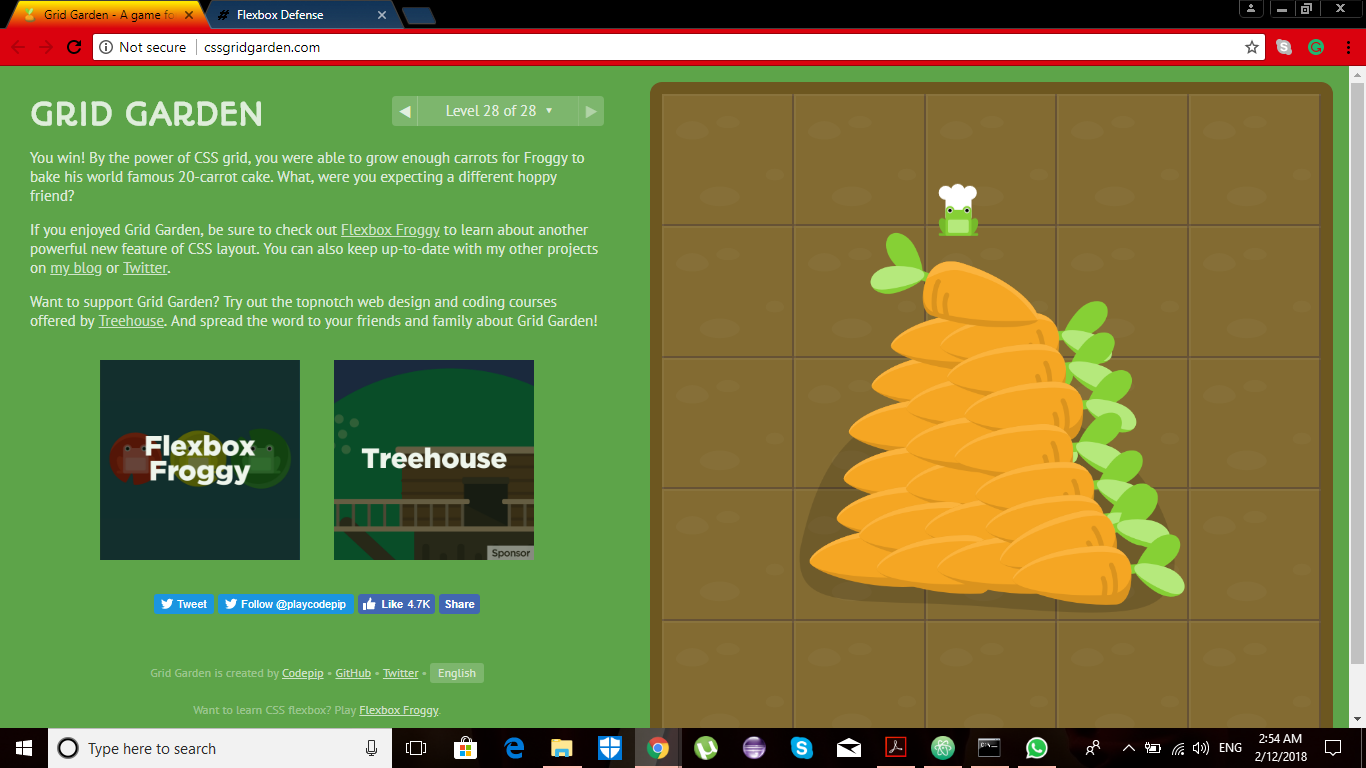 Grid Garden - A game fo
Flexbox Defense
Not secure
cssgridgarden.com
GRID GARDEN
Level 28 of 28
You win! By the power of CSS grid, you were able to grow enough carrots for Froggy to
bake his world famous 20-carrot cake. What, were you expecting a different hoppy
friend?
If you enjoyed Grid Garden, be sure to check out Flexbox Froggy to learn about another
powerful new feature of CSS layout. You can also keep up-to-date with my other projects
on my blog or Twitter.
Want to support Grid Garden? Try out the topnotch web design and coding courses
offered by Treehouse. And spread the word to your friends and family about Grid Garden!
Flexbox
Froggy
Treehouse
Sponsor
Tweet
Follow @playcodepip
Like 4.7K
Share
Grid Garden is created by Codepip • GitHub • Twitter • English
Want to learn CSS flexbox? Play Flexbox Froggy.
Type here to search
ENG
2:54 AM
2/12/2018